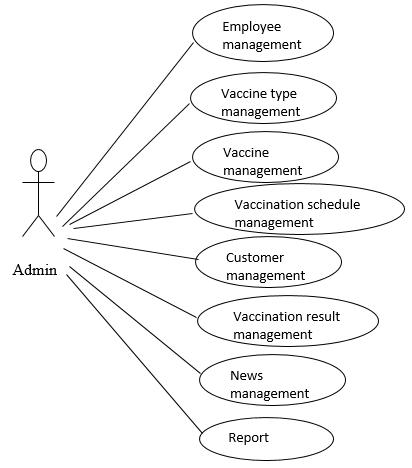 Employee
management
Vaccine type
management
Vaccine
management
Vaccination schedule
management
Admin
Customer
management
Vaccination result
management
News
management
Report